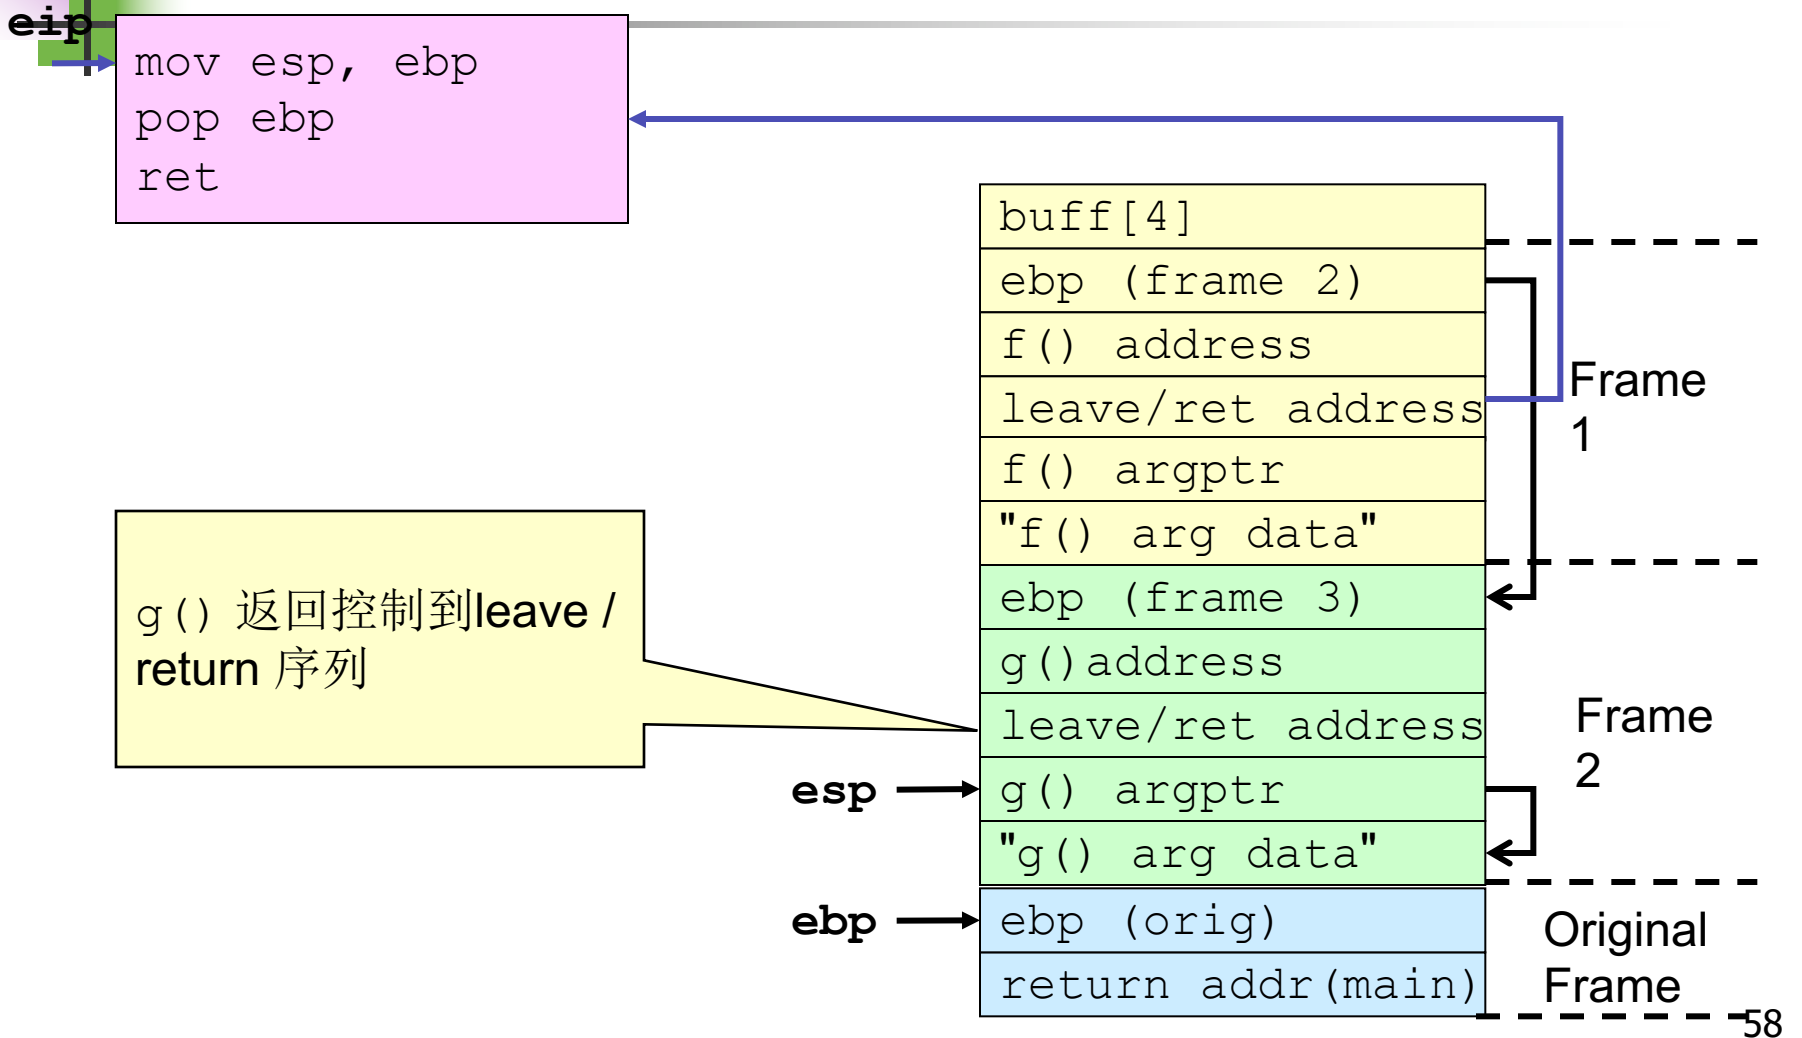 eip
mov esp, ebp
pop ebp
ret
buff[4]
ebp (frame 2)
f() address
leave/ret address
f() argptr
"f() arg data"
Frame
1
ebp (frame 3)
g()address
leave/ret address
g() argptr
"g() arg data"
Frame
2
g() 返回控制到leave /
return 序列
esp
ebp
ebp (orig)
return addr(main)
Original
Frame
58